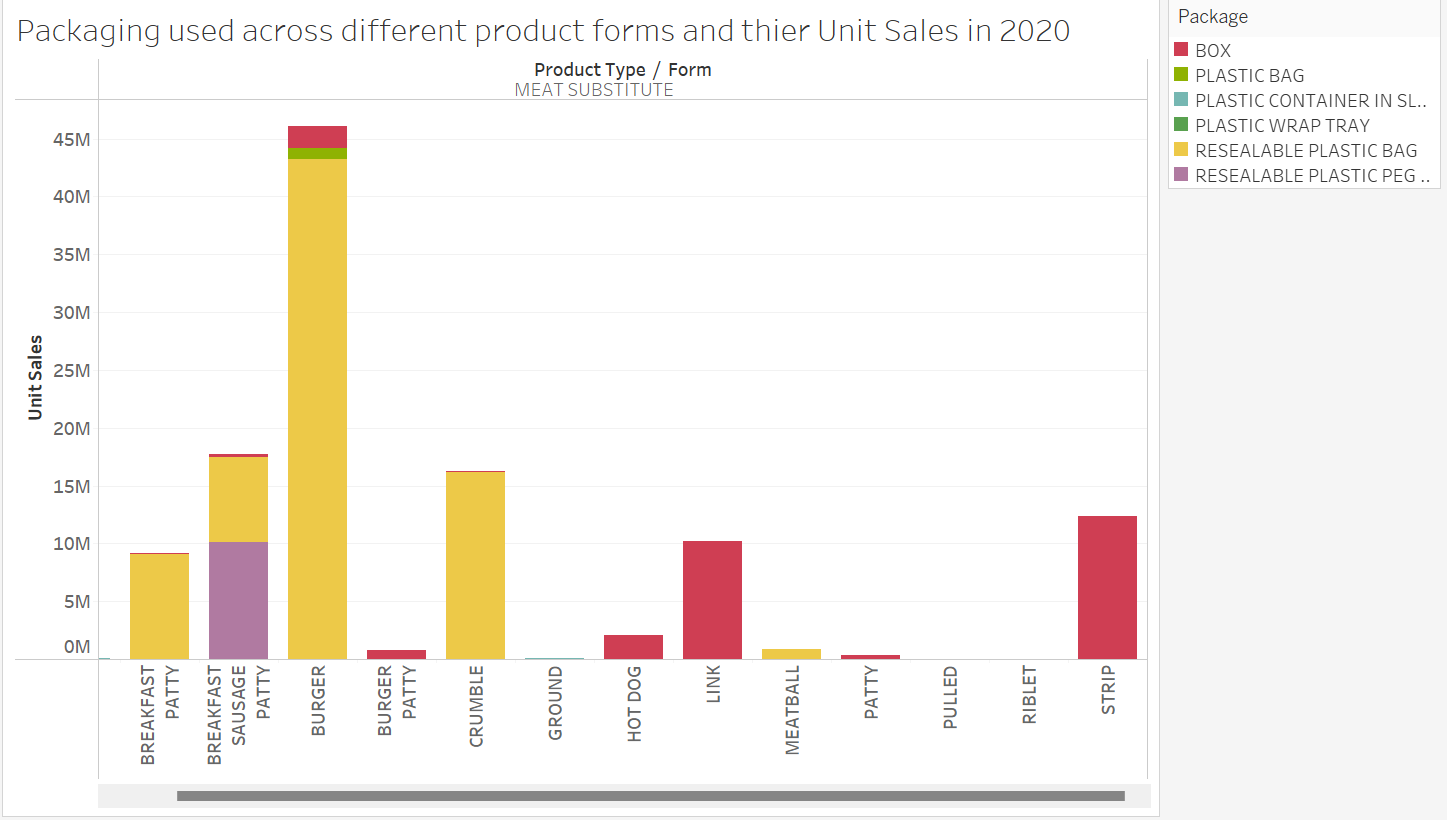 Packaging used across different product forms and thier Unit Sales in 2020
Product Type / Form
MEAT SUBSTITUTE
Unit Sales
45M
40M
35M
30M
25M
20M
15M
10M
5M
0M
BREAKFAST
PATTY
BREAKFAST
SAUSAGE
PATTY
BURGER
BURGER
PATTY
CRUMBLE
GROUND
HOT DOG
LINK
MEATBALL
PATTY
PULLED
RIBLET
STRIP
Package
BOX
PLASTIC BAG
PLASTIC CONTAINER IN SL..
PLASTIC WRAP TRAY
RESEALABLE PLASTIC BAG
RESEALABLE PLASTIC PEG ..